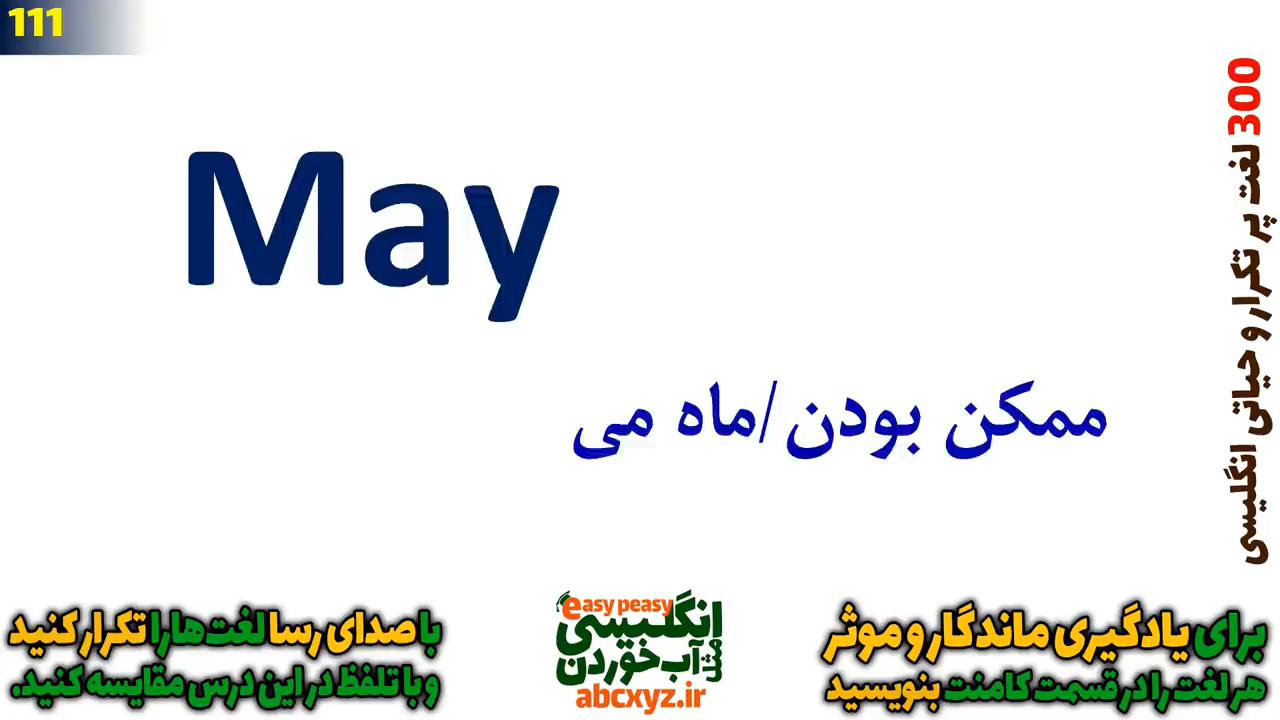 111
May
ممکن بودن/ماه می
300 لغت پر تکرار و حیاتی انگلیسی
با صدای رسا لغت‌ها را تکرار کنید
و با تلفظ در این درس مقایسه کنید.
easy peasy
انگلیسی
مثل
آب خوردن
abcxyz.ir
برای یادگیری ماندگار و موثر
هر لغت را در قسمت کامنت بنویسید